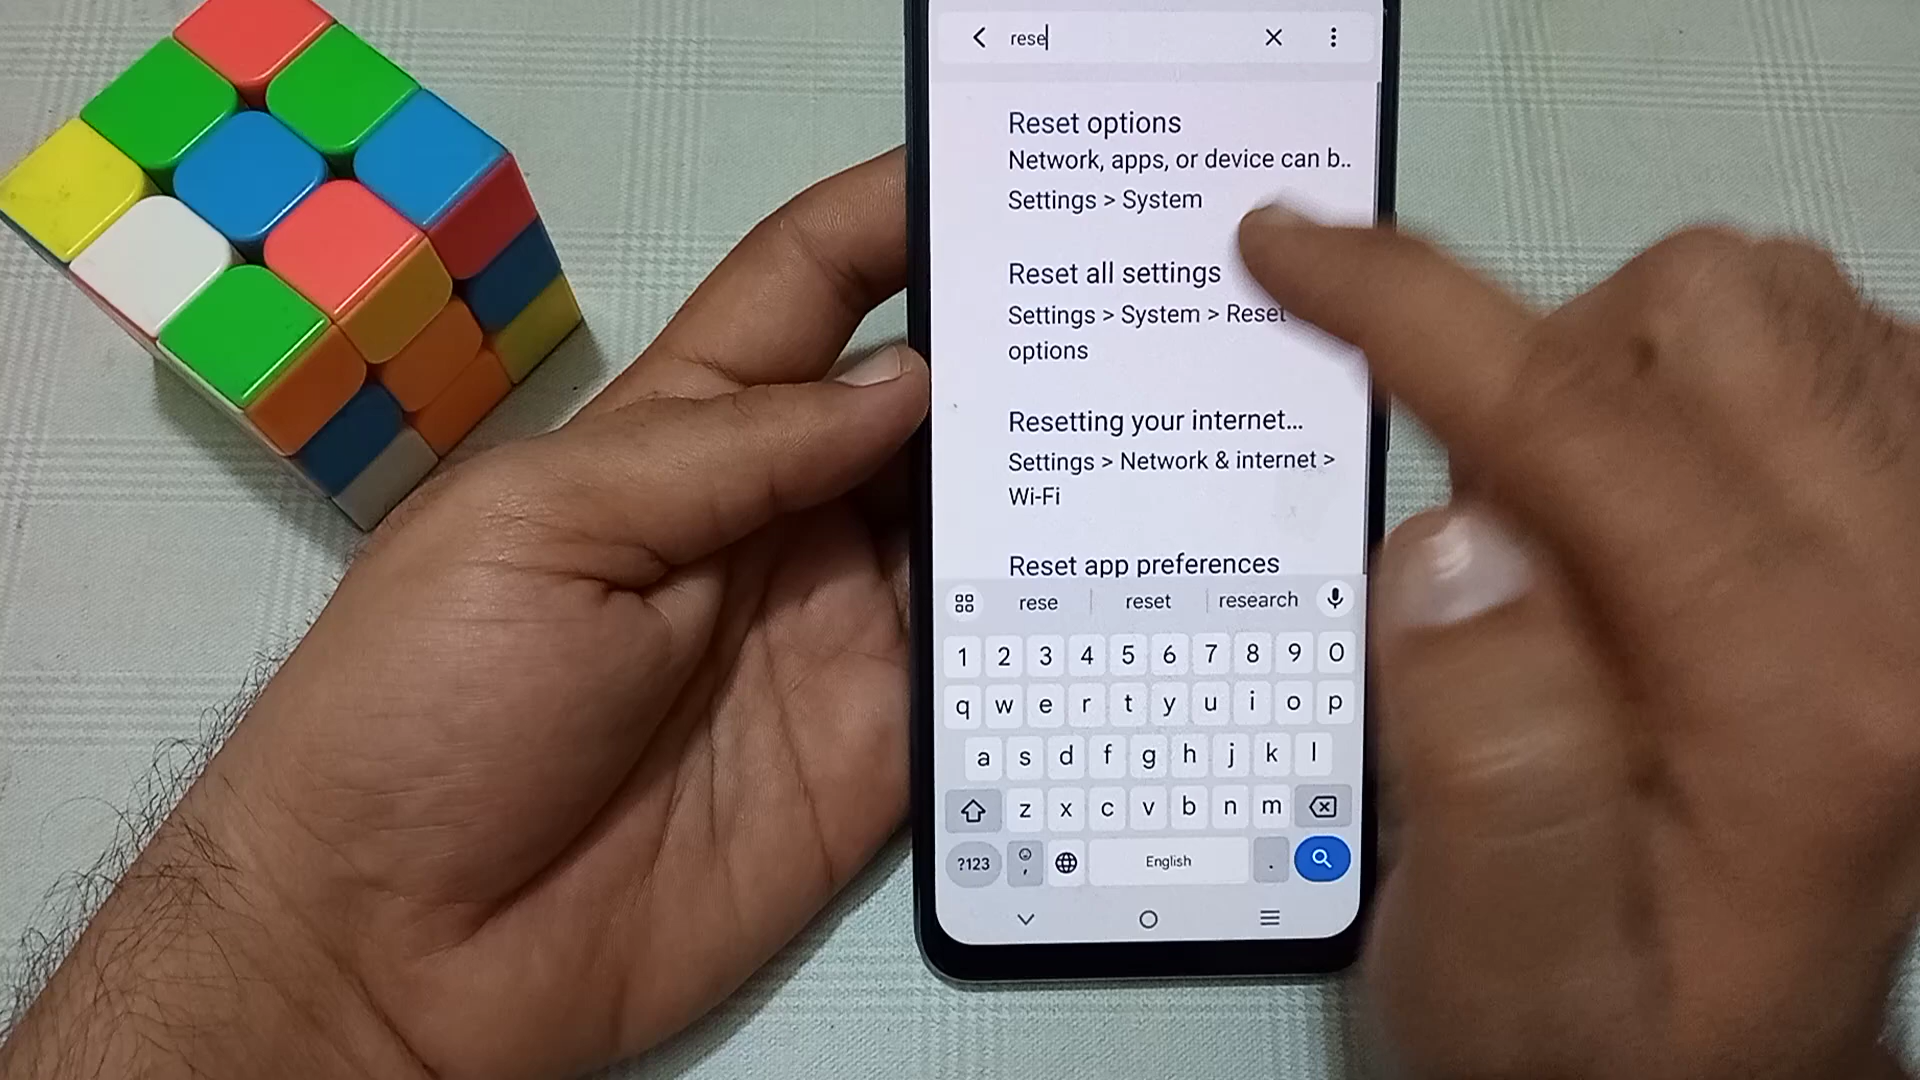 rese
Reset options
Network, apps, or device can b..
Settings > System
Reset all settings
Settings > System > Reset
options
Resetting your internet...
Settings > Network & internet >
Wi-Fi
Reset app preferences
rese reset research
1 2 3 4 5 6 7 8 9 0
q w e r t y u i o p
a s d f g h j k l
z x c v b n m
?123 , English .